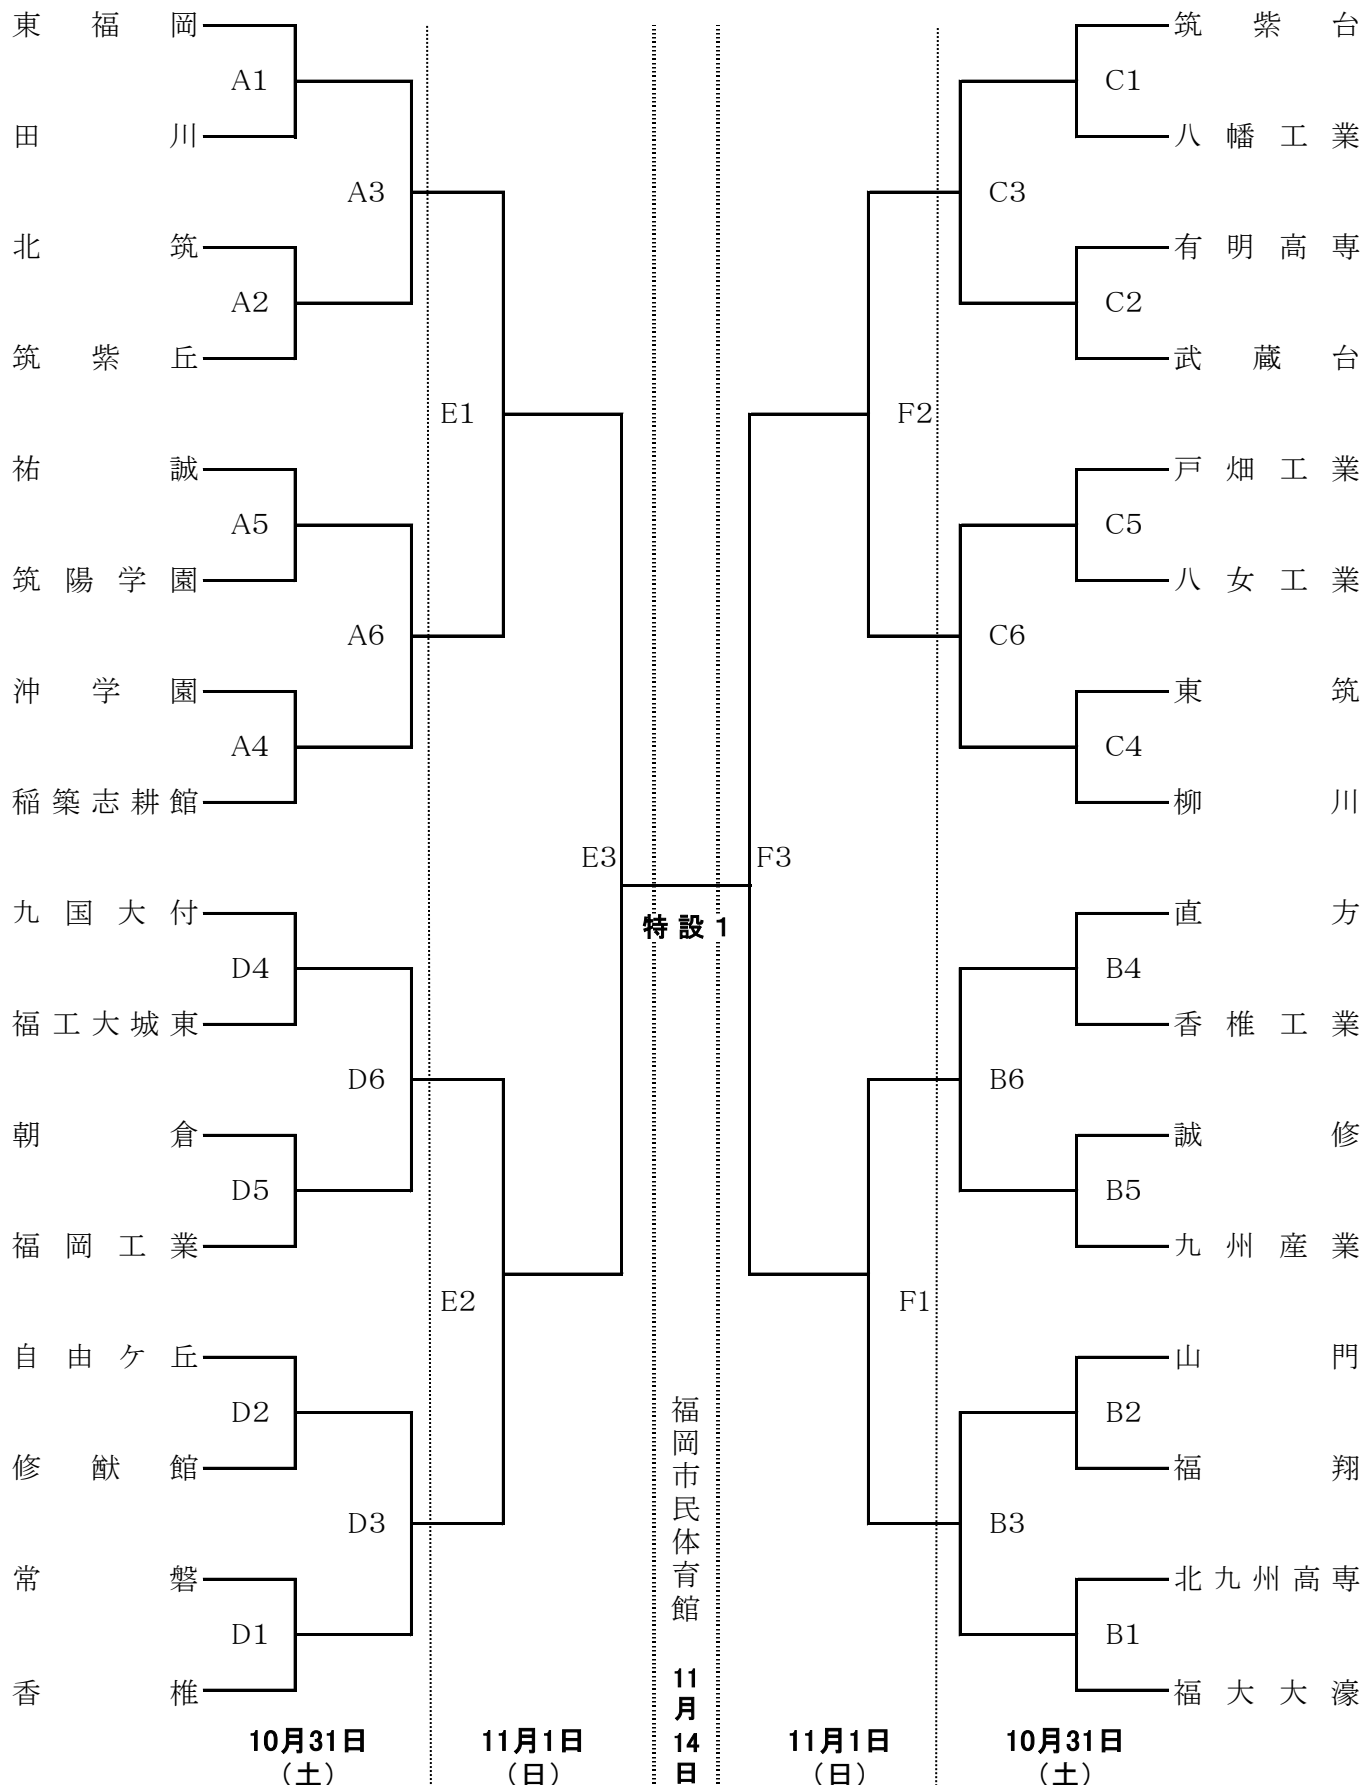 東福岡
A1
田川
A3
北筑
A2
筑紫丘
E1
祐誠
A5
筑陽学園
A6
沖学園
A4
稲築志耕館
E3
九国大付
D4
福工大城東
D6
朝倉
D5
福岡工業
E2
自由ケ丘
D2
修猷館
D3
常磐
D1
香椎
特設1
福岡市民体育館 11月14日
筑紫台
C1
八幡工業
C3
有明高専
C2
武蔵台
F2
戸畑工業
C5
八女工業
C6
東筑
C4
柳川
F3
直方
B4
香椎工業
B6
誠修
B5
九州産業
F1
山門
B2
福翔
B3
北九州高専
B1
福大大濠
10月31日
(土)
11月1日
(日)
11月1日
(日)
10月31日
(土)